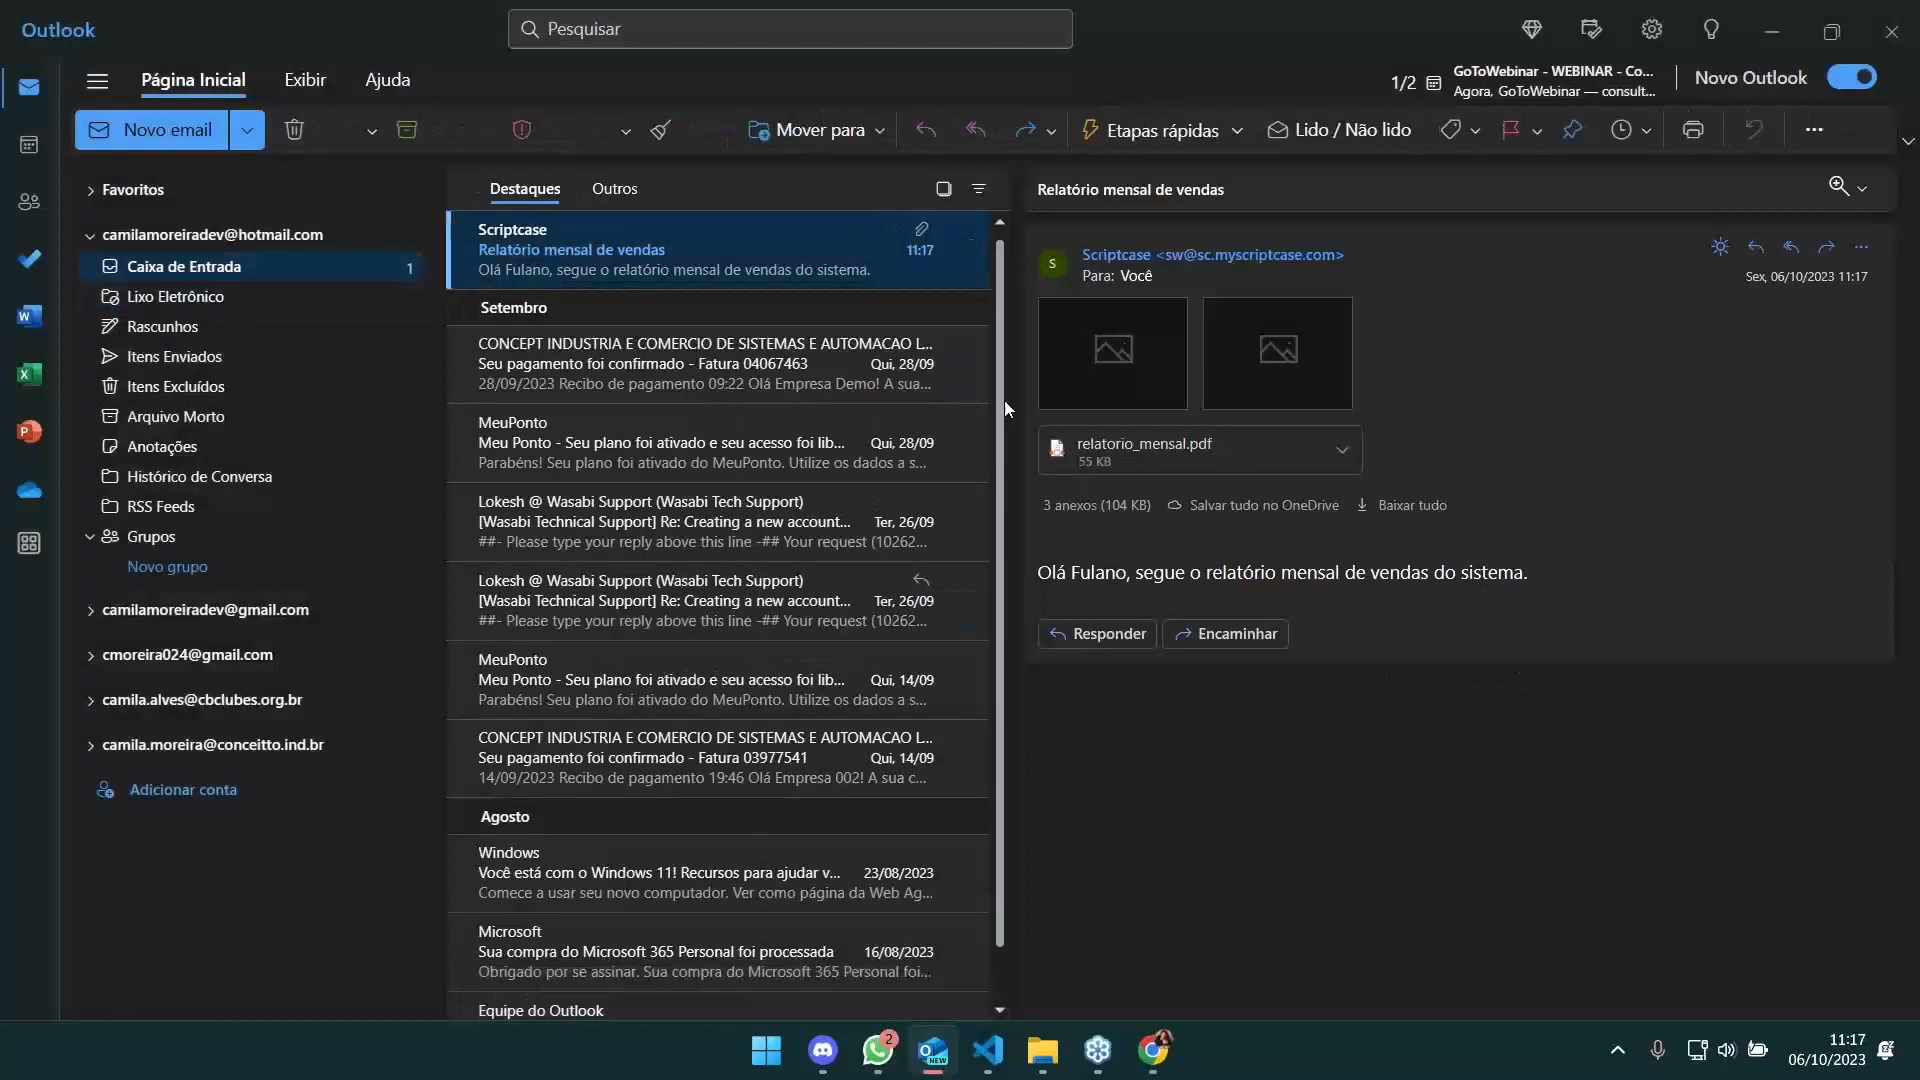 Outlook
Pesquisar
Página Inicial
Exibir
Ajuda
1/2
GoToWebinar - WEBINAR - Co...
Agora, GoToWebinar — consult...
Novo Outlook
Novo email
Mover para
Etapas rápidas
Lido / Não lido
Favoritos
camilamoreiradev@hotmail.com
Caixa de Entrada 1
Lixo Eletrônico
Rascunhos
Itens Enviados
Itens Excluídos
Arquivo Morto
Anotações
Histórico de Conversa
RSS Feeds
Grupos
Novo grupo
camilamoreiradev@gmail.com
cmoreira024@gmail.com
camila.alves@cbclubes.org.br
camila.moreira@conceitto.ind.br
Adicionar conta
Destaques
Outros
Scriptcase
Relatório mensal de vendas 11:17
Olá Fulano, segue o relatório mensal de vendas do sistema.
Setembro
CONCEPT INDUSTRIA E COMERCIO DE SISTEMAS E AUTOMACAO L...
Seu pagamento foi confirmado - Fatura 04067463 Qui, 28/09
28/09/2023 Recibo de pagamento 09:22 Olá Empresa Demo! A sua...
MeuPonto
Meu Ponto - Seu plano foi ativado e seu acesso foi lib... Qui, 28/09
Parabéns! Seu plano foi ativado do MeuPonto. Utilize os dados a s...
Lokesh @ Wasabi Support (Wasabi Tech Support)
[Wasabi Technical Support] Re: Creating a new account... Ter, 26/09
##- Please type your reply above this line -## Your request (10262...
Lokesh @ Wasabi Support (Wasabi Tech Support)
[Wasabi Technical Support] Re: Creating a new account... Ter, 26/09
##- Please type your reply above this line -## Your request (10262...
MeuPonto
Meu Ponto - Seu plano foi ativado e seu acesso foi lib... Qui, 14/09
Parabéns! Seu plano foi ativado do MeuPonto. Utilize os dados a s...
CONCEPT INDUSTRIA E COMERCIO DE SISTEMAS E AUTOMACAO L...
Seu pagamento foi confirmado - Fatura 03977541 Qui, 14/09
14/09/2023 Recibo de pagamento 19:46 Olá Empresa 002! A sua c...
Agosto
Windows
Você está com o Windows 11! Recursos para ajudar v... 23/08/2023
Comece a usar seu novo computador. Ver como página da Web Ag...
Microsoft
Sua compra do Microsoft 365 Personal foi processada 16/08/2023
Obrigado por se assinar. Sua compra do Microsoft 365 Personal foi...
Equipe do Outlook
Relatório mensal de vendas
S
Scriptcase <sw@sc.myscriptcase.com>
Para: Você
Sex, 06/10/2023 11:17
relatorio_mensal.pdf
55 KB
3 anexos (104 KB) Salvar tudo no OneDrive Baixar tudo
Olá Fulano, segue o relatório mensal de vendas do sistema.
Responder
Encaminhar
2
NEW
11:17
06/10/2023